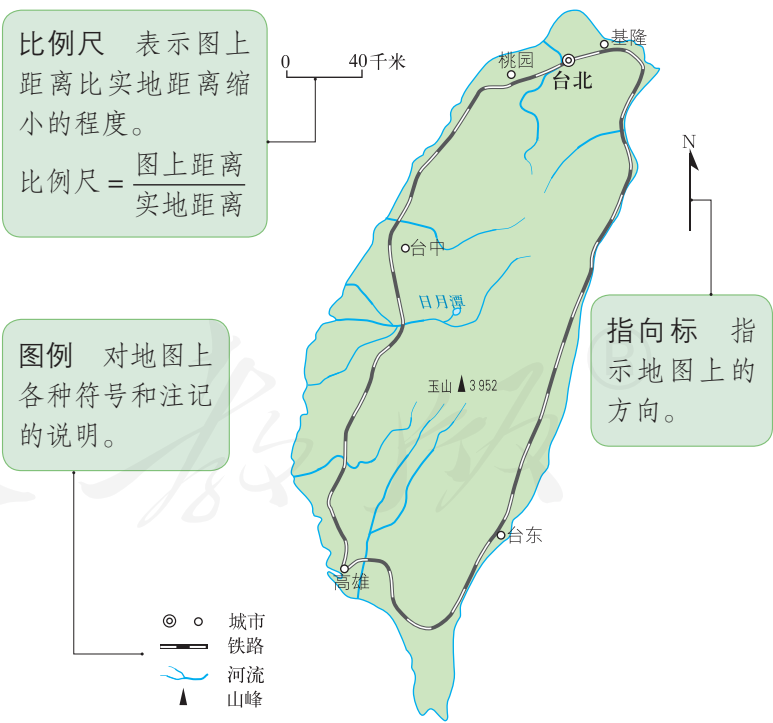 比例尺 表示图上
距离比实地距离缩
小的程度。
比例尺 = 图上距离
实地距离
0 40千米
基隆
桃园
台北
N
台中
日月潭
指向标 指
示地图上的
方向。
图例 对地图上
各种符号和注记
的说明。
玉山 3 952
台东
高雄
城市
铁路
河流
山峰